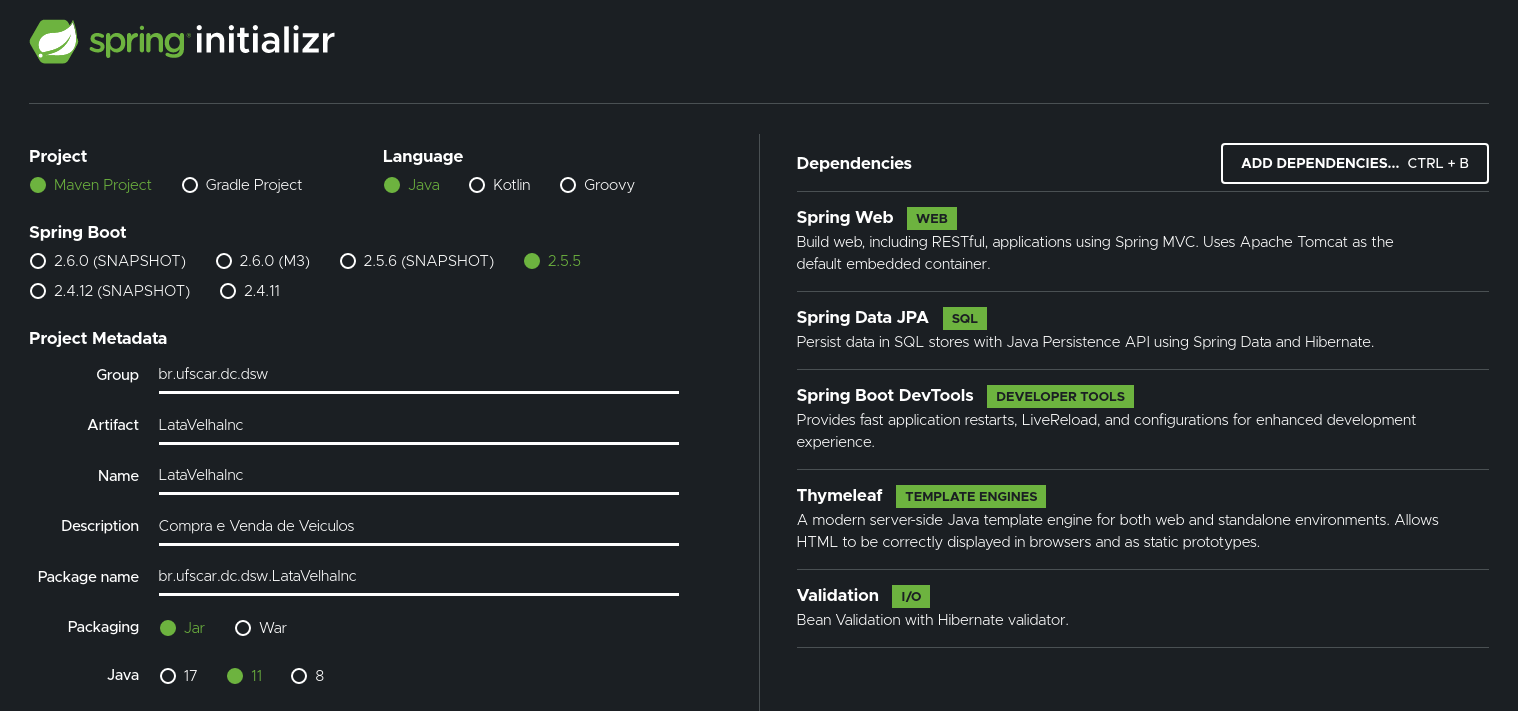 spring initializr
Project
Maven Project Gradle Project
Language
Java Kotlin Groovy
Spring Boot
2.6.0 (SNAPSHOT) 2.6.0 (M3) 2.5.6 (SNAPSHOT) 2.5.5
2.4.12 (SNAPSHOT) 2.4.11
Project Metadata
Group br.ufscar.dc.dsw
Artifact LataVelhaInc
Name LataVelhaInc
Description Compra e Venda de Veiculos
Package name br.ufscar.dc.dsw.LataVelhaInc
Packaging Jar War
Java 17 11 8
Dependencies ADD DEPENDENCIES... CTRL + B
Spring Web WEB
Build web, including RESTful, applications using Spring MVC. Uses Apache Tomcat as the
default embedded container.
Spring Data JPA SQL
Persist data in SQL stores with Java Persistence API using Spring Data and Hibernate.
Spring Boot DevTools DEVELOPER TOOLS
Provides fast application restarts, LiveReload, and configurations for enhanced development
experience.
Thymeleaf TEMPLATE ENGINES
A modern server-side Java template engine for both web and standalone environments. Allows
HTML to be correctly displayed in browsers and as static prototypes.
Validation I/O
Bean Validation with Hibernate validator.